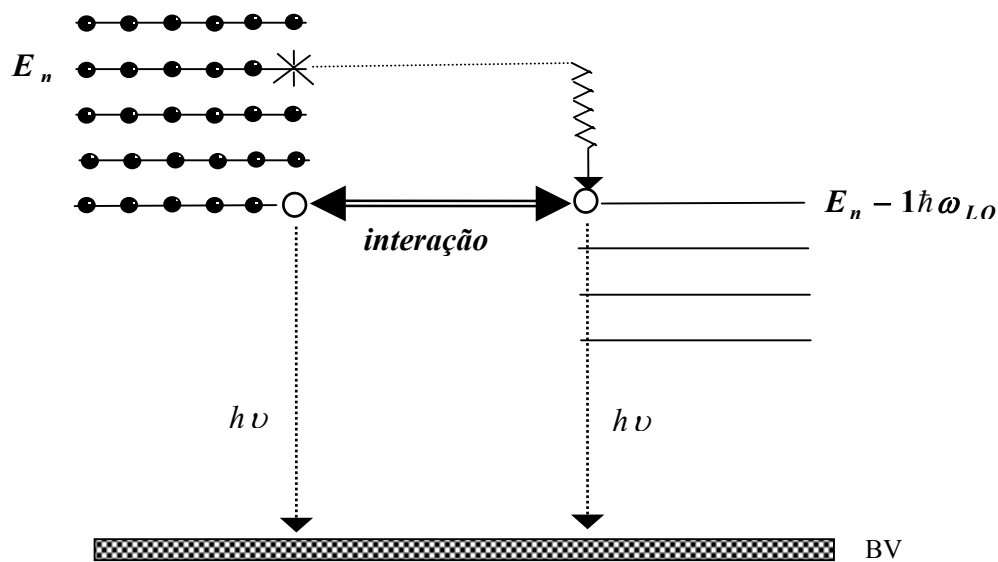 E n
E n – 1ħω LO
interação
hυ
hυ
BV